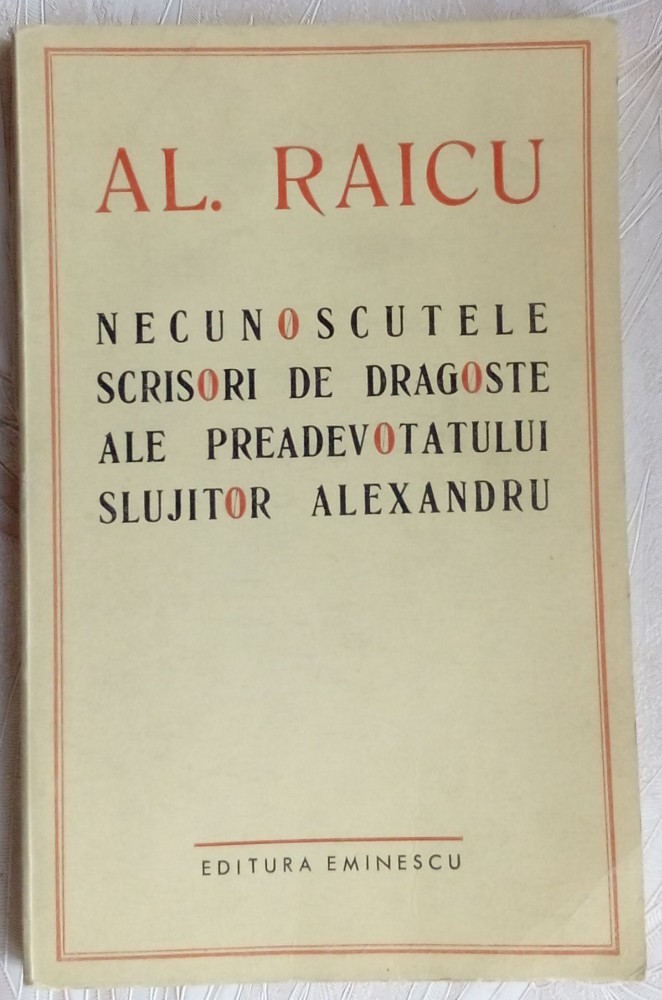 AL. RAICU
NECUNOSCUTELE
SCRISORI DE DRAGOSTE
ALE PREADEVOTATULUI
SLUJITOR ALEXANDRU
EDITURA EMINESCU